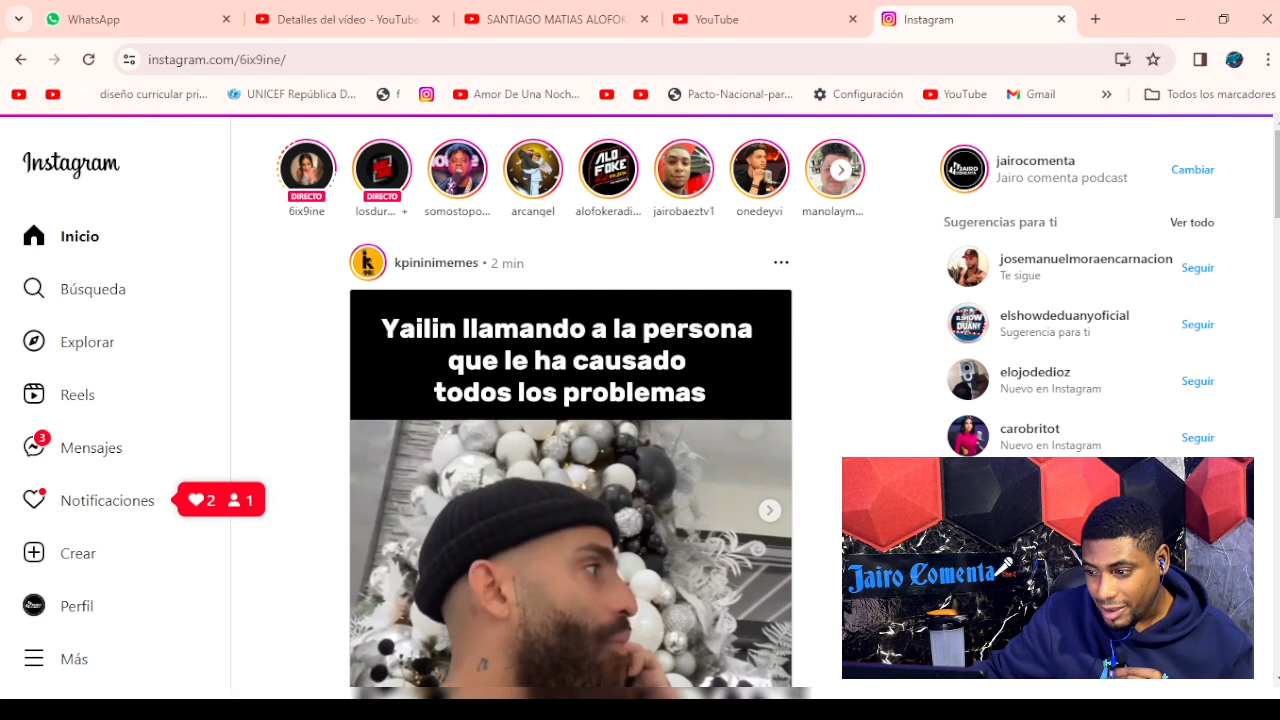 WhatsApp
Detalles del vídeo - YouTube
SANTIAGO MATIAS ALOFOK
YouTube
Instagram
instagram.com/6ix9ine/
diseño curricular pri...
UNICEF República D...
f
Amor De Una Noch...
Pacto-Nacional-par...
Configuración
YouTube
Gmail
Todos los marcadores
Instagram
Inicio
Búsqueda
Explorar
Reels
3
Mensajes
Notificaciones
2 1
Crear
Perfil
Más
ALO
FOKE
DIRECTO
DIRECTO
6ix9ine
losdur... +
somostopo...
arcangel
alofokeradi...
jairobaeztv1
onedeyvi
manolaym...
kpininimemes • 2 min
Yailin llamando a la persona
que le ha causado
todos los problemas
jairocomenta
Jairo comenta podcast
Cambiar
Sugerencias para ti
Ver todo
josemanuelmoraencarnacion
Te sigue
Seguir
elshowdeduanyoficial
Sugerencia para ti
Seguir
elojodedioz
Nuevo en Instagram
Seguir
carobritot
Nuevo en Instagram
Seguir
Jairo Comenta